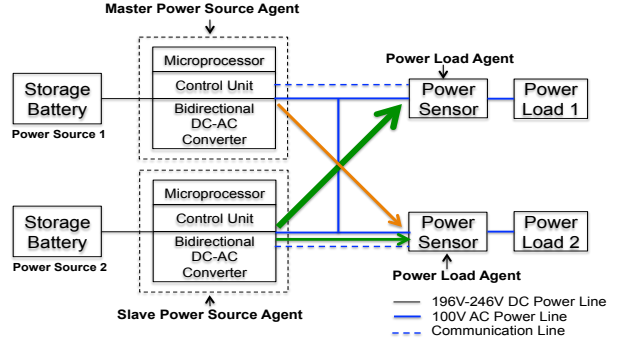 Master Power Source Agent
Microprocessor
Control Unit
Bidirectional
DC-AC
Converter
Storage
Battery
Power Source 1
Power Load Agent
Power
Sensor
Power
Load 1
Microprocessor
Control Unit
Bidirectional
DC-AC
Converter
Storage
Battery
Power Source 2
Power
Sensor
Power
Load 2
Power Load Agent
Slave Power Source Agent
196V-246V DC Power Line
100V AC Power Line
Communication Line